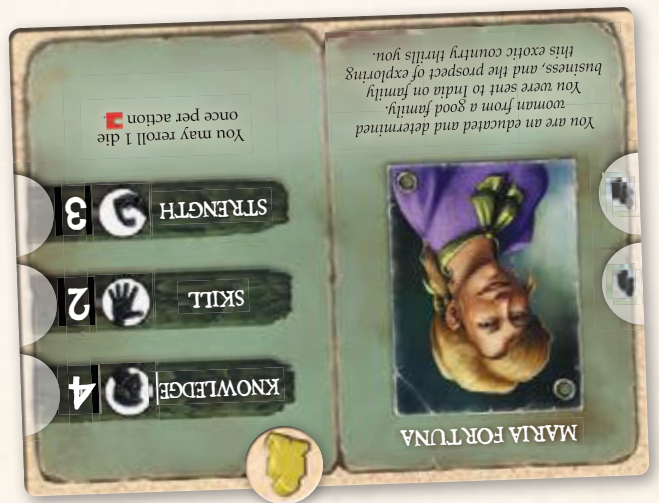 MARIA FORTUNA
You are an educated and determined
woman from a good family.
You were sent to India on family
business, and the prospect of exploring
this exotic country thrills you.
KNOWLEDGE
4
SKILL
2
STRENGTH
3
You may reroll 1 die
once per action